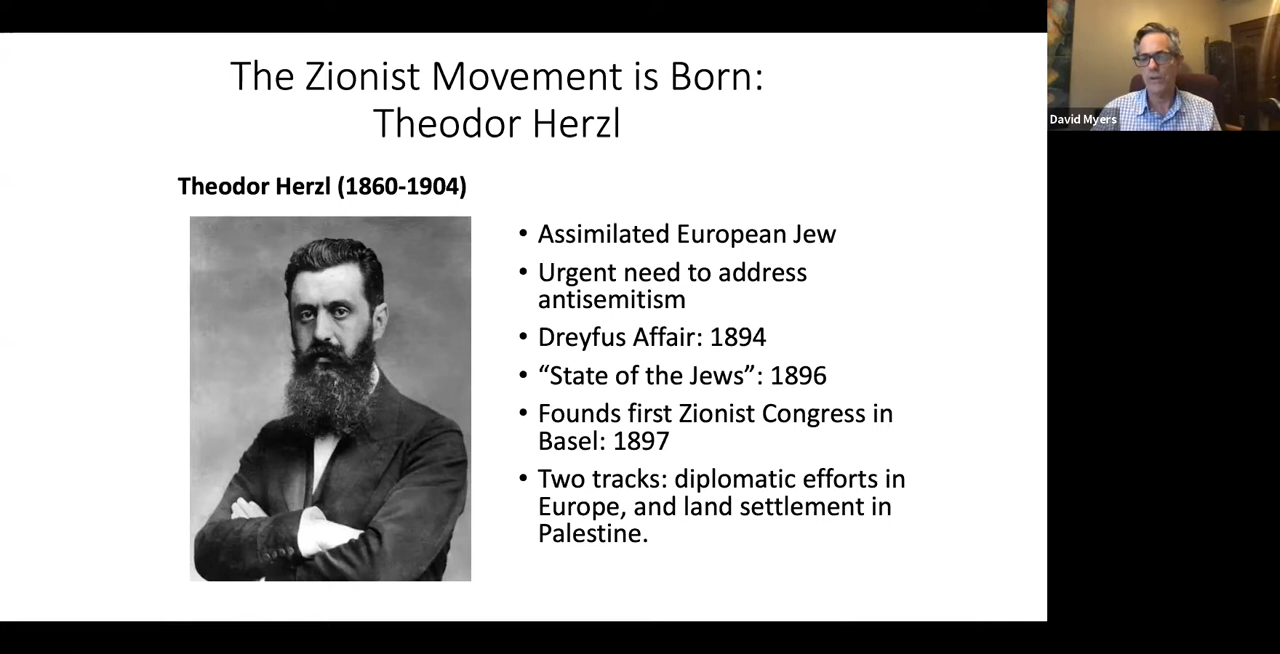 The Zionist Movement is Born:
Theodor Herzl
Theodor Herzl (1860-1904)
• Assimilated European Jew
• Urgent need to address
antisemitism
• Dreyfus Affair: 1894
• “State of the Jews”: 1896
• Founds first Zionist Congress in
Basel: 1897
• Two tracks: diplomatic efforts in
Europe, and land settlement in
Palestine.
David Myers